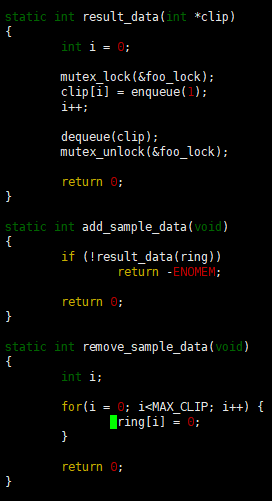 static int result_data(int *clip)
{
        int i = 0;

        mutex_lock(&foo_lock);
        clip[i] = enqueue(1);
        i++;

        dequeue(clip);
        mutex_unlock(&foo_lock);

        return 0;
}

static int add_sample_data(void)
{
        if (!result_data(ring))
                return -ENOMEM;

        return 0;
}

static int remove_sample_data(void)
{
        int i;

        for(i = 0; i<MAX_CLIP; i++) {
                ring[i] = 0;
        }

        return 0;
}